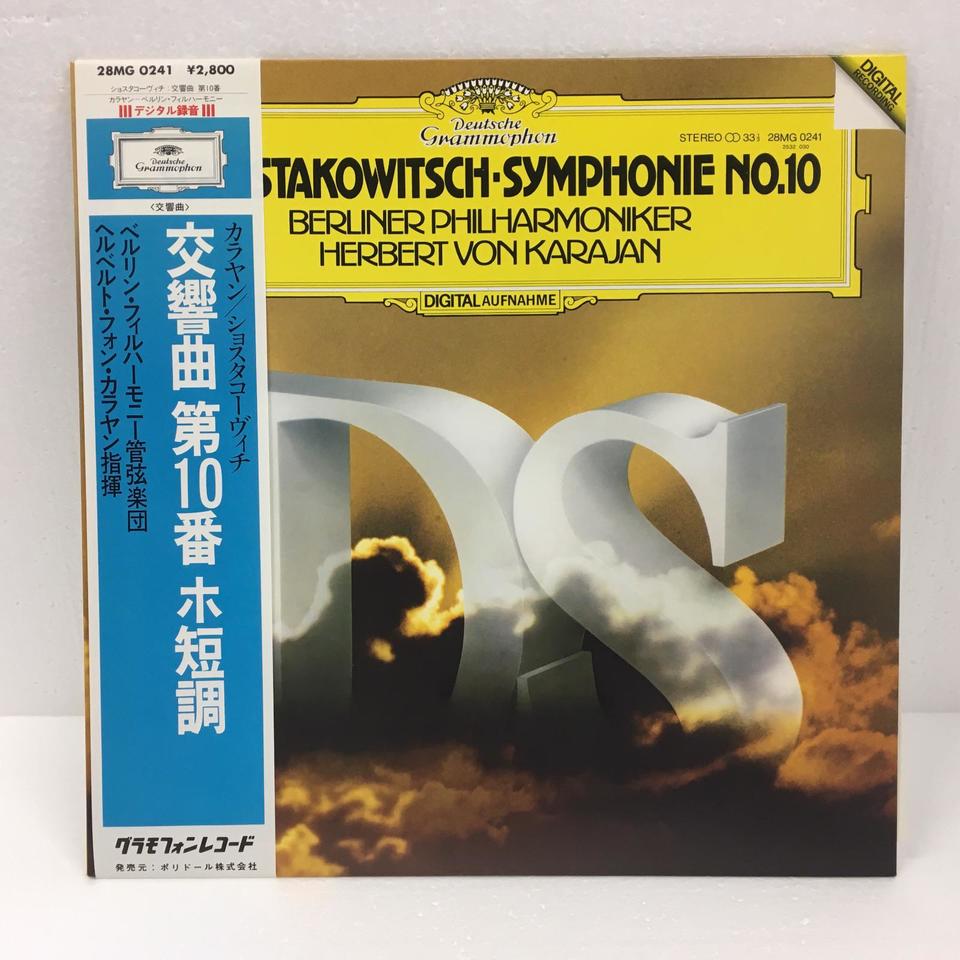 28MG 0241 ¥2,800
ショスタコーヴィチ:交響曲 第10番
カラヤン=ベルリン・フィルハーモニー
デジタル録音
Deutsche
Grammophon
〈交響曲〉
カラヤン/ショスタコーヴィチ
交響曲 第10番 ホ短調
ベルリン・フィルハーモニー管弦楽団
ヘルベルト・フォン・カラヤン指揮
グラモフォンレコード
発売元:ポリドール株式会社
DIGITAL
RECORDING
Deutsche
Grammophon
STEREO 33⅓ 28MG 0241
2532 030
STAKOWITSCH·SYMPHONIE NO.10
BERLINER PHILHARMONIKER
HERBERT VON KARAJAN
DIGITAL AUFNAHME
DS